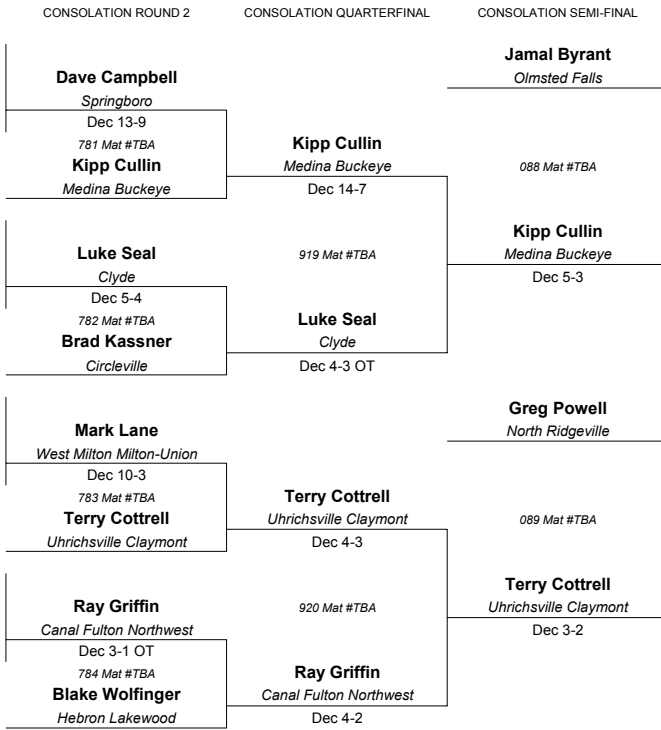 CONSOLATION ROUND 2
CONSOLATION QUARTERFINAL
CONSOLATION SEMI-FINAL
Dave Campbell
Springboro
Dec 13-9
781 Mat #TBA
Kipp Cullin
Medina Buckeye
Luke Seal
Clyde
Dec 5-4
782 Mat #TBA
Brad Kassner
Circleville
Mark Lane
West Milton Milton-Union
Dec 10-3
783 Mat #TBA
Terry Cottrell
Uhrichsville Claymont
Ray Griffin
Canal Fulton Northwest
Dec 3-1 OT
784 Mat #TBA
Blake Wolfinger
Hebron Lakewood
Kipp Cullin
Medina Buckeye
Dec 14-7
919 Mat #TBA
Luke Seal
Clyde
Dec 4-3 OT
Terry Cottrell
Uhrichsville Claymont
Dec 4-3
920 Mat #TBA
Ray Griffin
Canal Fulton Northwest
Dec 4-2
Jamal Byrant
Olmsted Falls
088 Mat #TBA
Kipp Cullin
Medina Buckeye
Dec 5-3
Greg Powell
North Ridgeville
089 Mat #TBA
Terry Cottrell
Uhrichsville Claymont
Dec 3-2